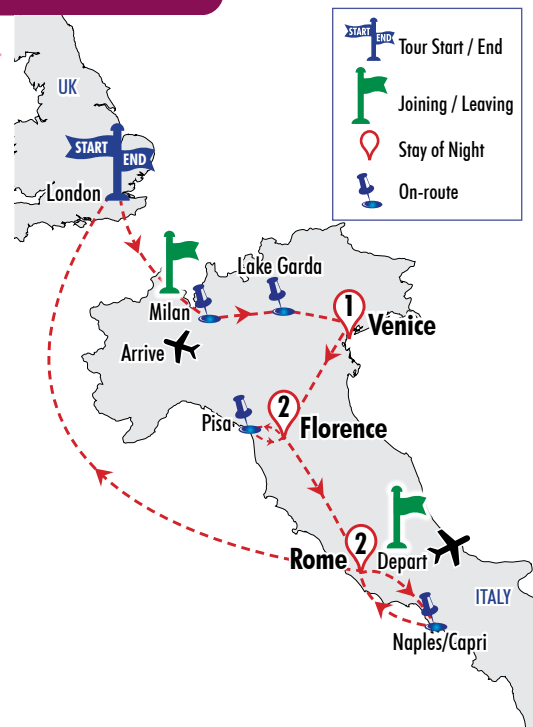 START
END
Tour Start / End
Joining / Leaving
Stay of Night
On-route
UK
START
END
London
Lake Garda
Milan
1
Venice
Arrive
2
Pisa
Florence
2
Rome
Depart
ITALY
Naples/Capri